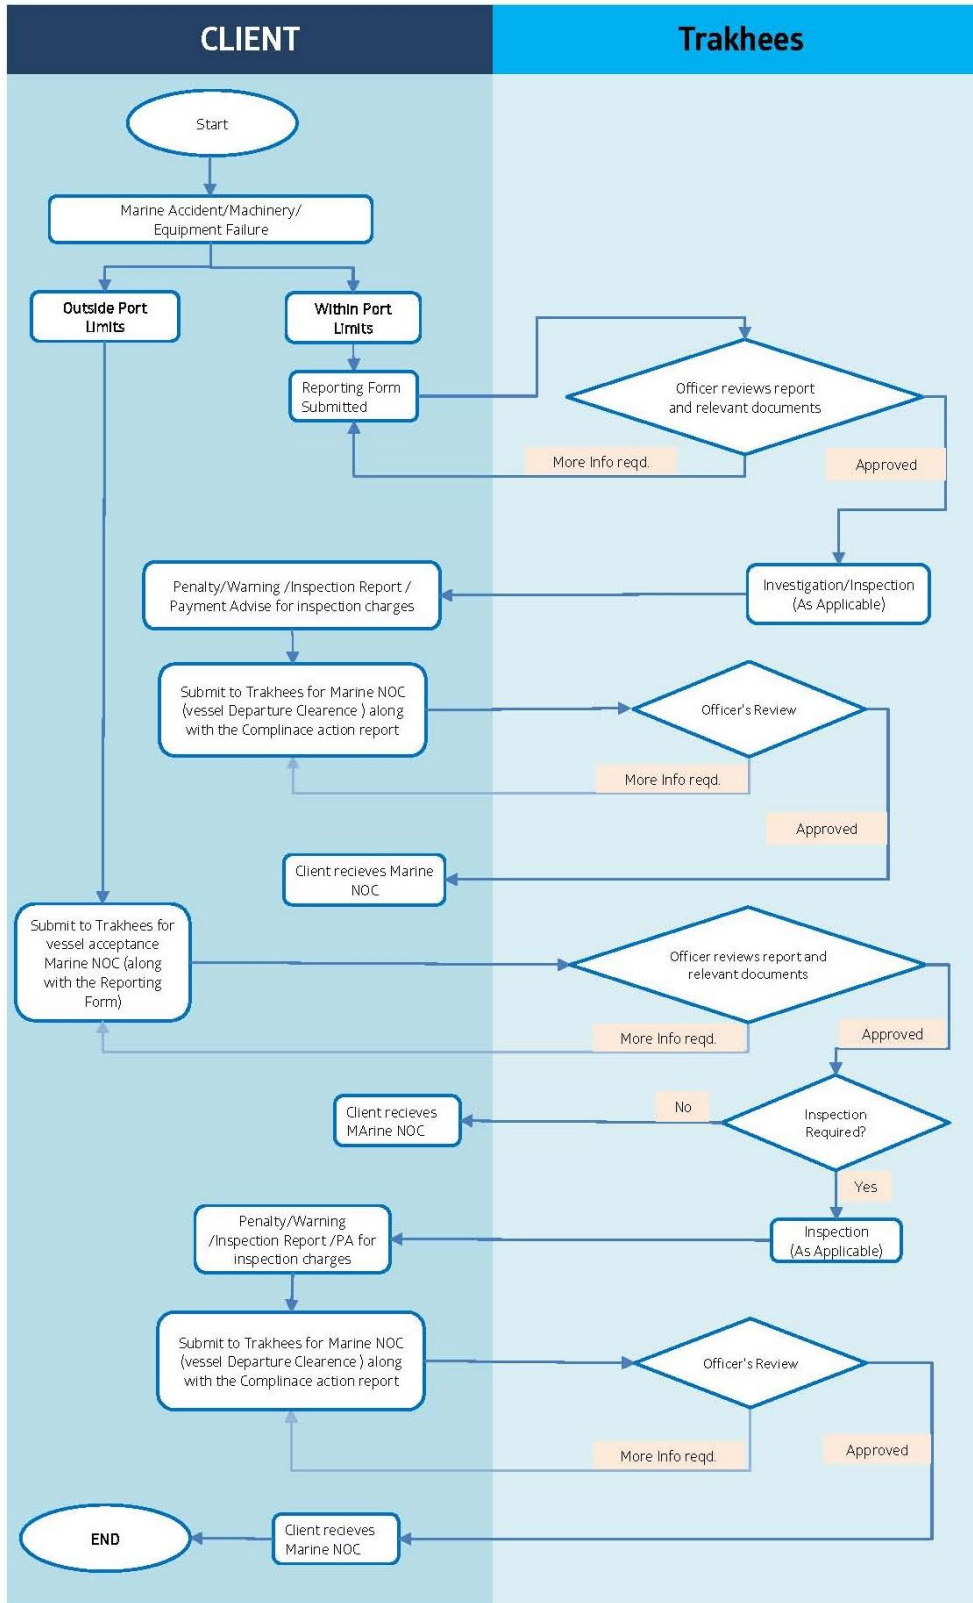 CLIENT
Trakhees
Start
Marine Accident/Machinery/
Equipment Failure
Outside Port
Limits
Within Port
Limits
Reporting Form
Submitted
Officer reviews report
and relevant documents
More Info reqd.
Approved
Investigation/Inspection
(As Applicable)
Penalty/Warning /Inspection Report /
Payment Advise for inspection charges
Submit to Trakhees for Marine NOC
(vessel Departure Clearence ) along
with the Complinace action report
Officer's Review
More Info reqd.
Approved
Client recieves Marine
NOC
Submit to Trakhees for
vessel acceptance
Marine NOC (along
with the Reporting
Form)
Officer reviews report and
relevant documents
More Info reqd.
Approved
Inspection
Required?
No
Client recieves
MArine NOC
Yes
Inspection
(As Applicable)
Penalty/Warning
/Inspection Report /PA for
inspection charges
Submit to Trakhees for Marine NOC
(vessel Departure Clearence ) along
with the Complinace action report
Officer's Review
More Info reqd.
Approved
Client recieves
Marine NOC
END